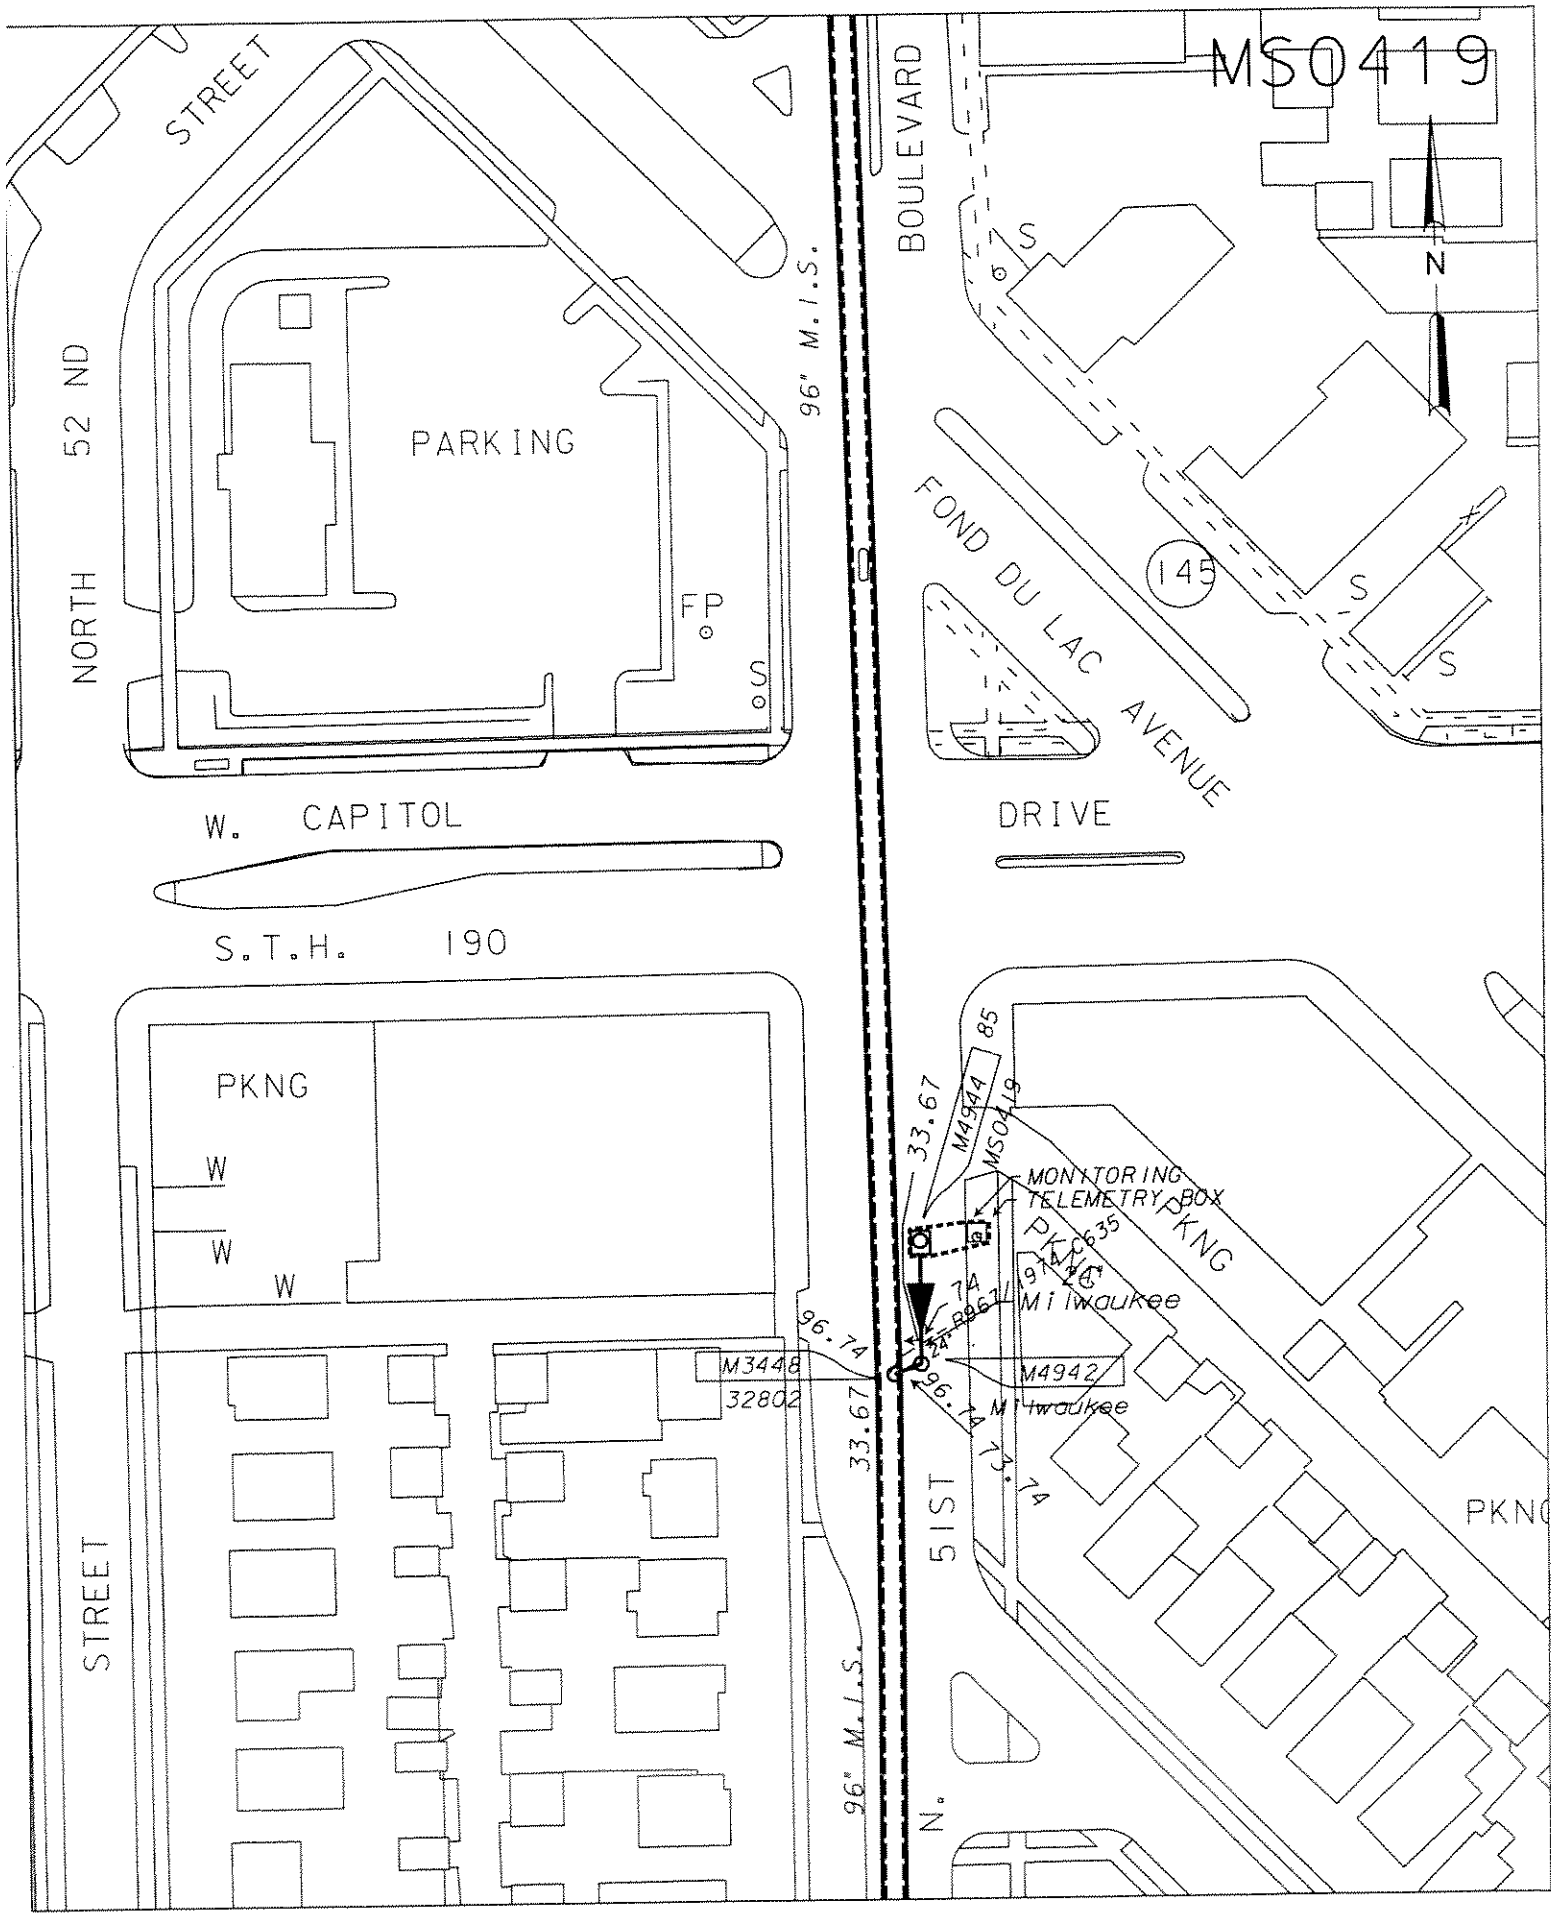 MS0419
STREET
BOULEVARD
S
N
96" M.I.S.
NORTH 52 ND
PARKING
FOND DU LAC AVENUE
145
FP
S
S
S
W. CAPITOL DRIVE
S.T.H. 190
PKNG
W
W
W
33.67
M4944 85
MS0419
MONITORING
TELEMETRY BOX
PKNG
PKNG
74
Milwaukee
96.74
M3448
32802
M4942
Milwaukee
96.74
33.67
73.74
PKNG
STREET
96" M.I.S.
N. 51ST